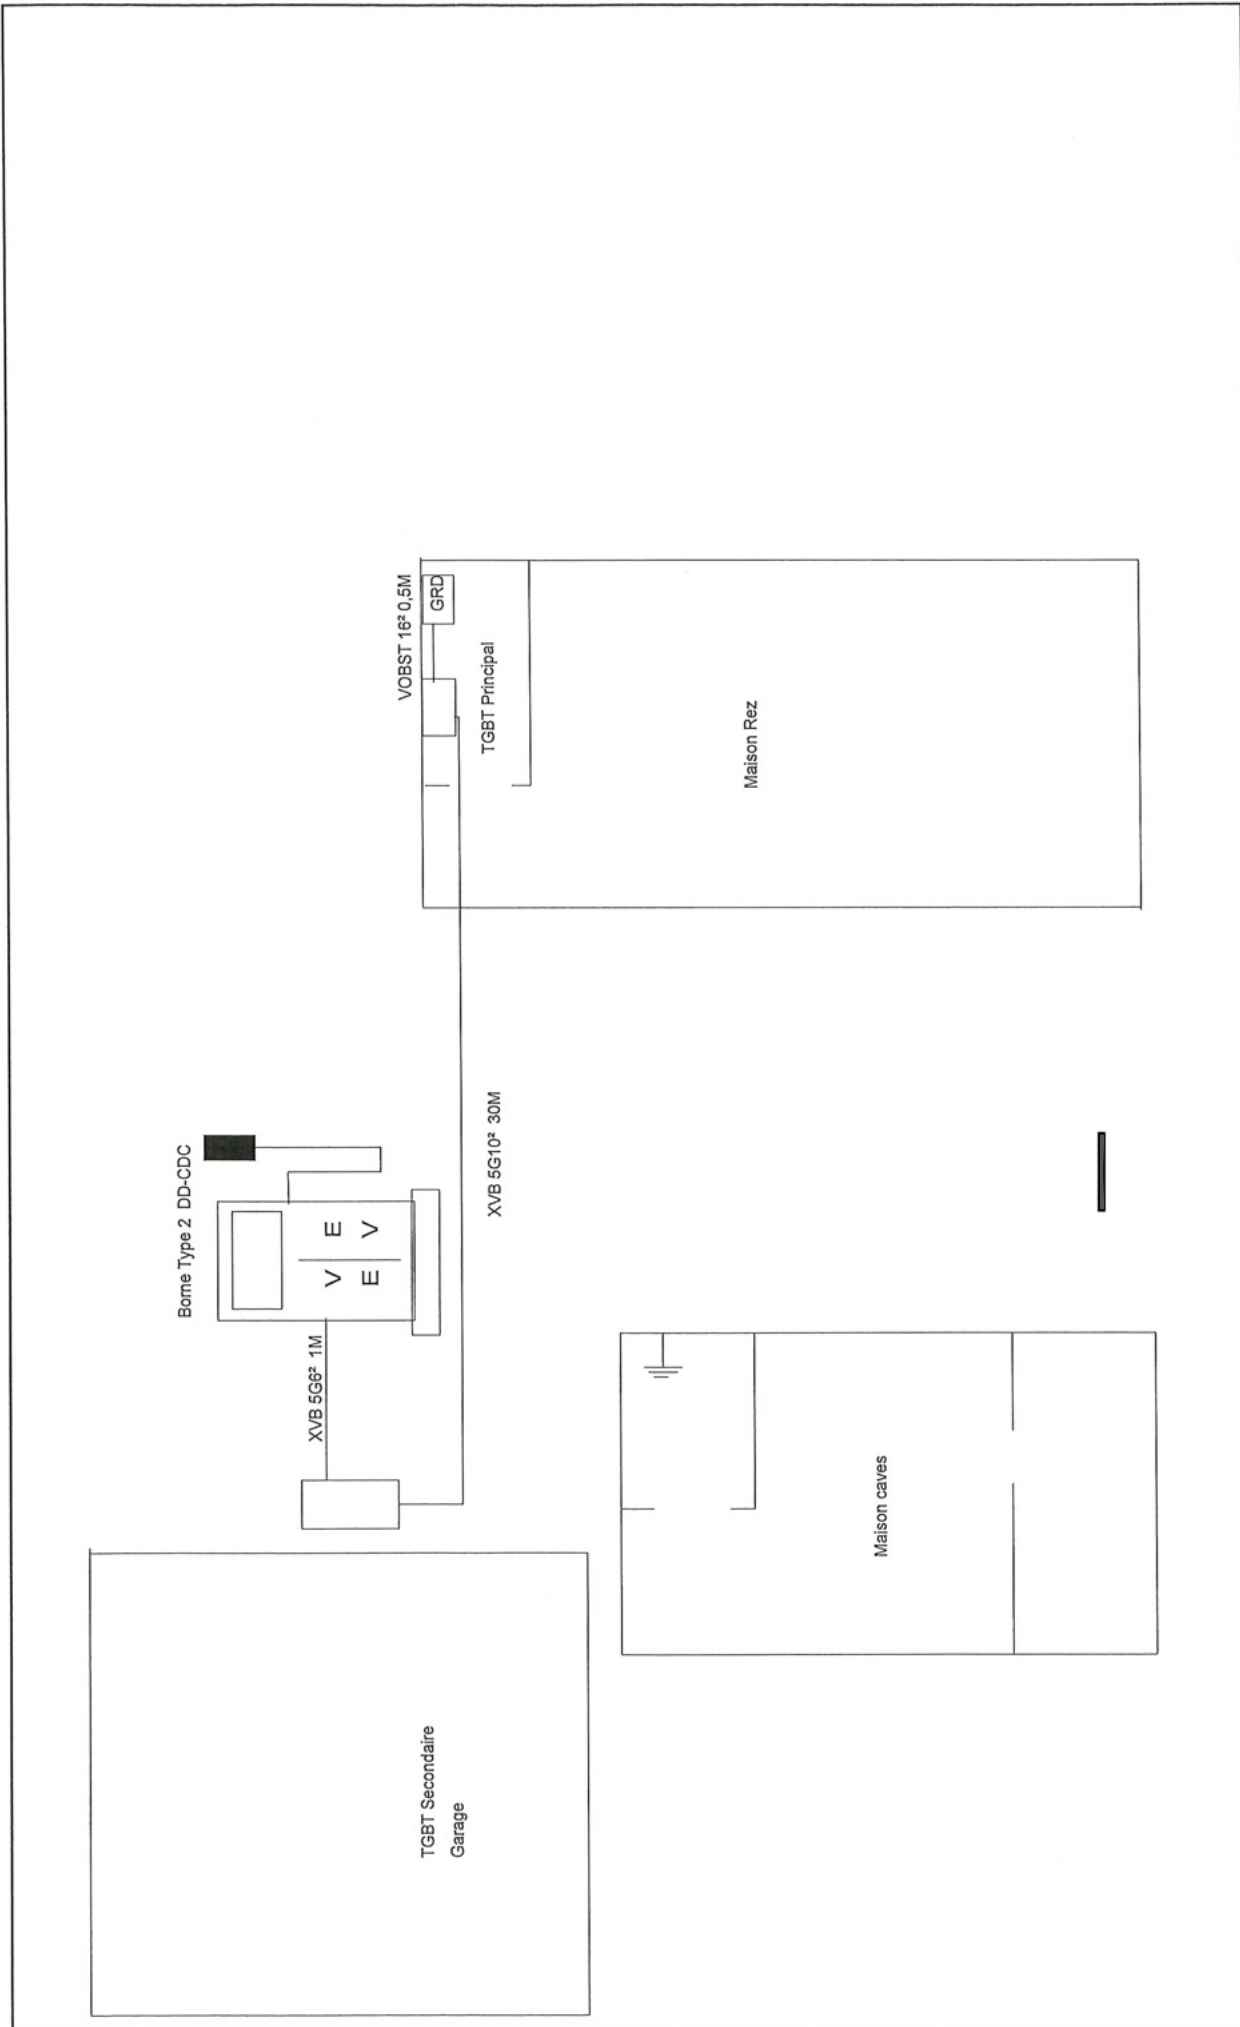 Borne Type 2 DD-CDC
VOBST 16² 0,5M
GRD
XVB 5G6² 1M
V E
E V
TGBT Principal
XVB 5G10² 30M
TGBT Secondaire
Garage
Maison Rez
Maison caves